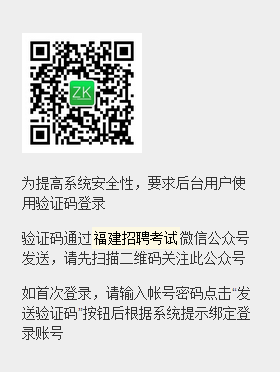 ZK
为提高系统安全性，要求后台用户使
用验证码登录
验证码通过福建招聘考试微信公众号
发送，请先扫描二维码关注此公众号
如首次登录，请输入帐号密码点击“发
送验证码”按钮后根据系统提示绑定登
录账号